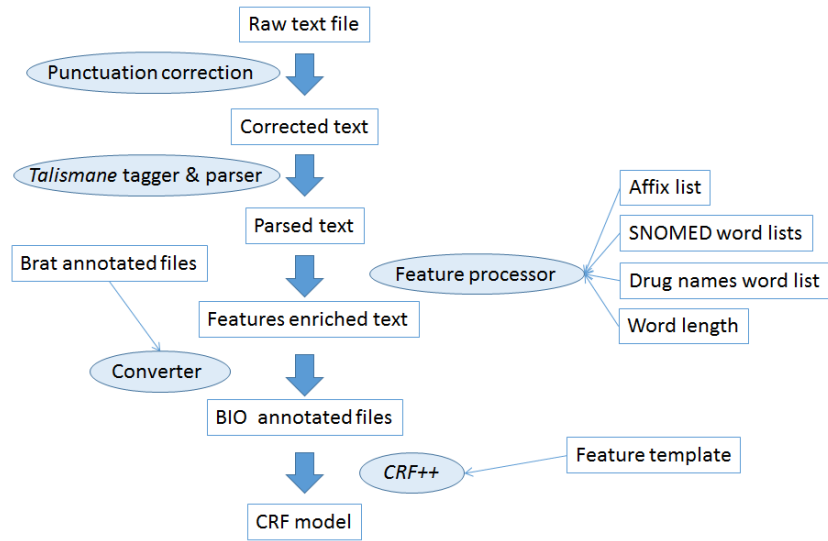 Raw text file
Punctuation correction
Corrected text
Talismane tagger & parser
Affix list
Parsed text
SNOMED word lists
Brat annotated files
Feature processor
Drug names word list
Features enriched text
Word length
Converter
BIO annotated files
Feature template
CRF++
CRF model